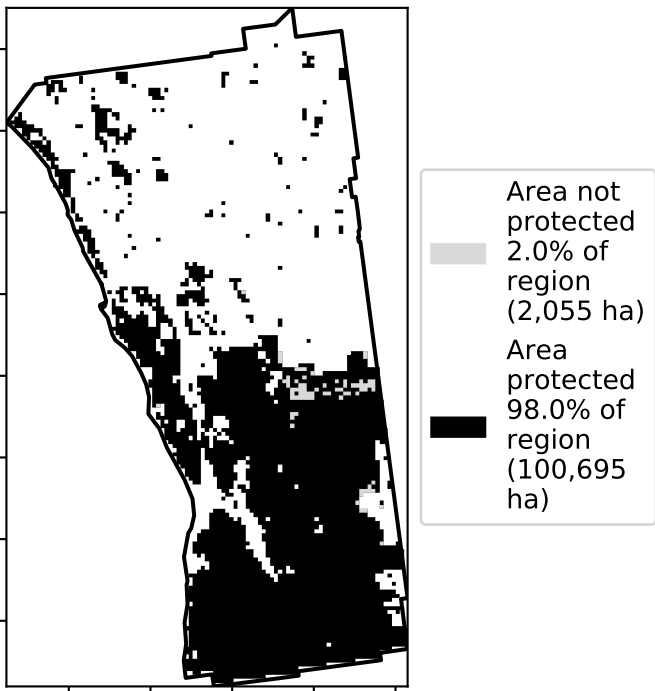 Area not
protected
2.0% of
region
(2,055 ha)
Area
protected
98.0% of
region
(100,695
ha)